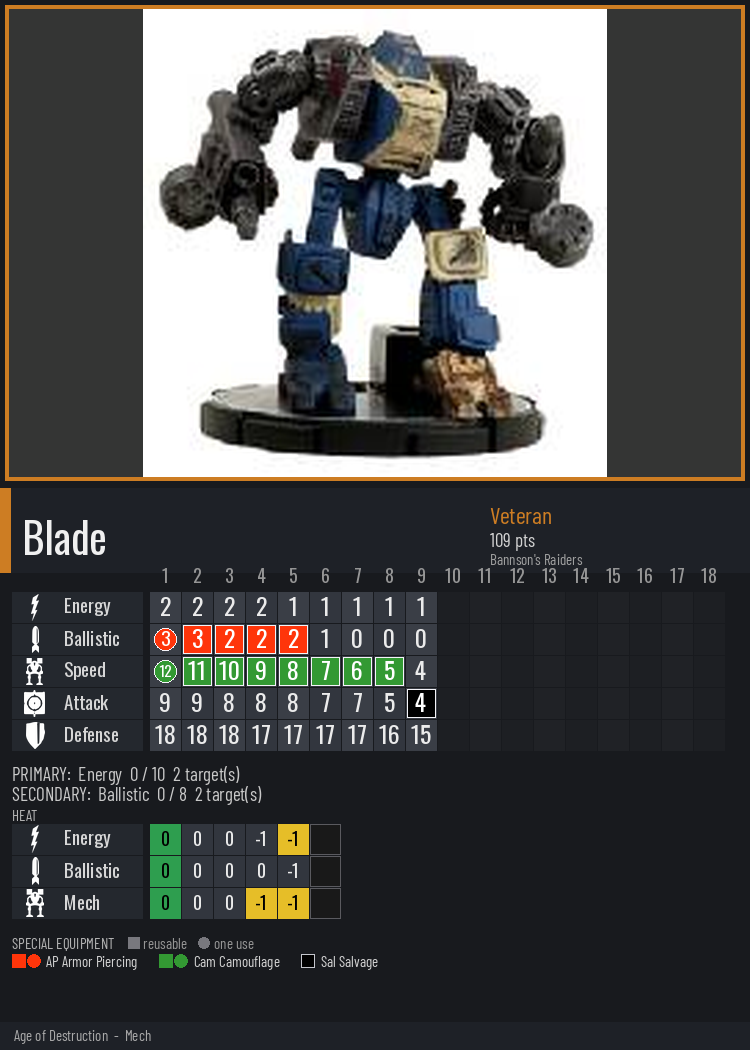 Blade
Veteran
109 pts
Bannson's Raiders
1 2 3 4 5 6 7 8 9 10 11 12 13 14 15 16 17 18
Energy 2 2 2 2 1 1 1 1 1
Ballistic 3 3 2 2 2 1 0 0 0
Speed 12 11 10 9 8 7 6 5 4
Attack 9 9 8 8 8 7 7 5 4
Defense 18 18 18 17 17 17 17 16 15
PRIMARY: Energy 0 / 10 2 target(s)
SECONDARY: Ballistic 0 / 8 2 target(s)
HEAT
Energy 0 0 0 -1 -1
Ballistic 0 0 0 0 -1
Mech 0 0 0 -1 -1
SPECIAL EQUIPMENT reusable one use
AP Armor Piercing Cam Camouflage Sal Salvage
Age of Destruction - Mech